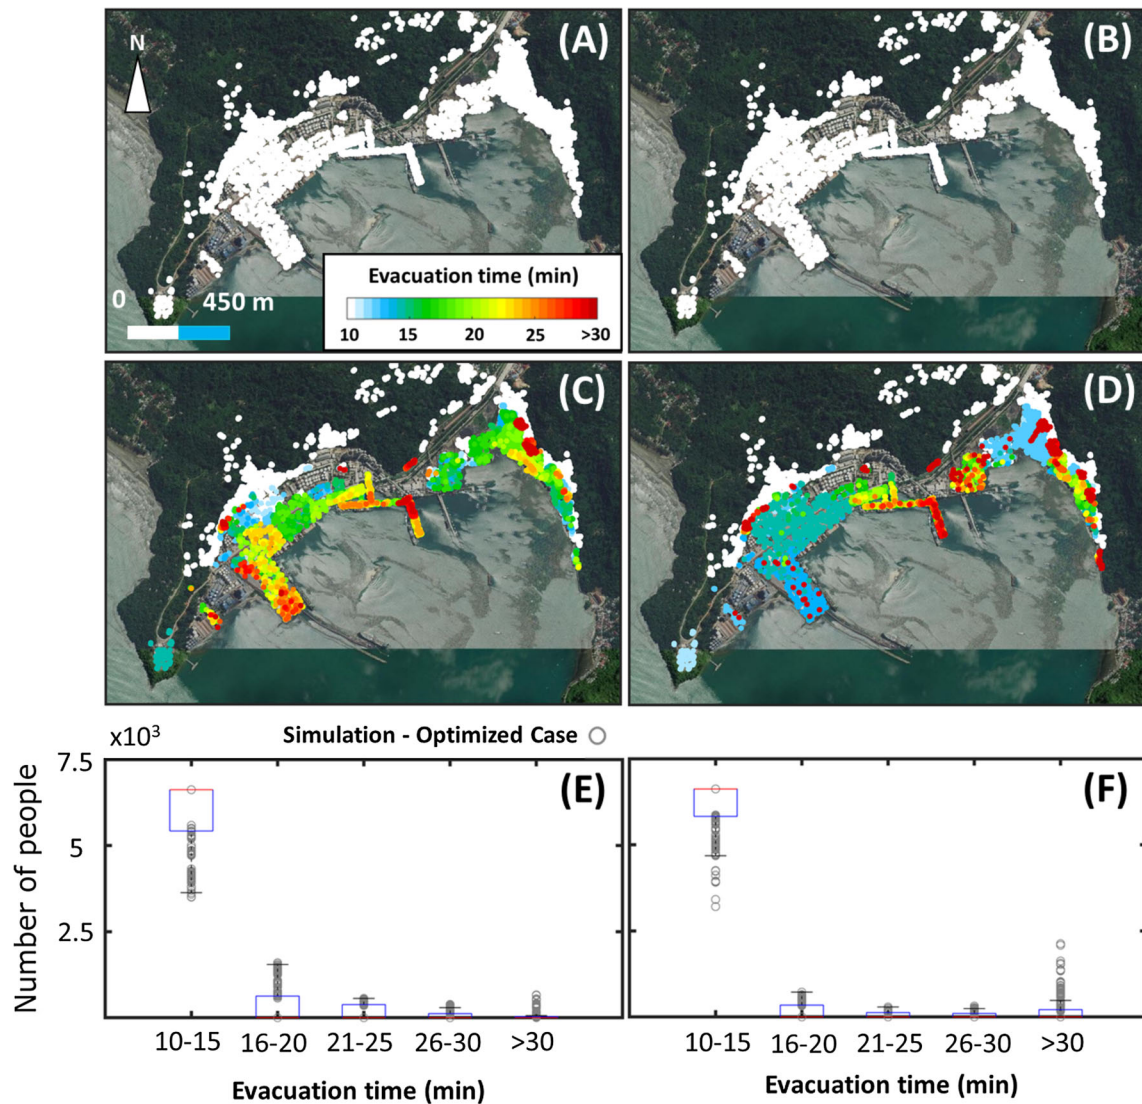 (A)
(B)
N
Evacuation time (min)
10 15 20 25 >30
0 450 m
(C)
(D)
x10³
Simulation - Optimized Case
7.5
5
2.5
Number of people
(E)
(F)
10-15 16-20 21-25 26-30 >30
10-15 16-20 21-25 26-30 >30
Evacuation time (min)
Evacuation time (min)